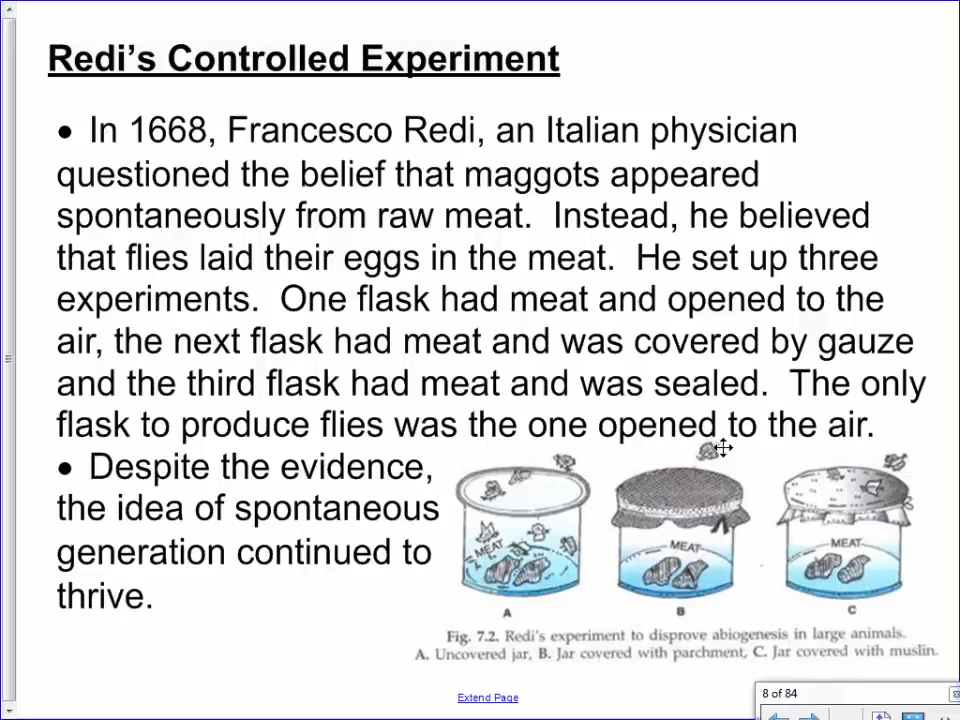 Redi’s Controlled Experiment
• In 1668, Francesco Redi, an Italian physician
questioned the belief that maggots appeared
spontaneously from raw meat. Instead, he believed
that flies laid their eggs in the meat. He set up three
experiments. One flask had meat and opened to the
air, the next flask had meat and was covered by gauze
and the third flask had meat and was sealed. The only
flask to produce flies was the one opened to the air.
• Despite the evidence,
the idea of spontaneous
generation continued to
thrive.
MEAT
MEAT
MEAT
A
B
C
Fig. 7.2. Redi's experiment to disprove abiogenesis in large animals.
A. Uncovered jar, B. Jar covered with parchment, C. Jar covered with muslin.
Extend Page
8 of 84